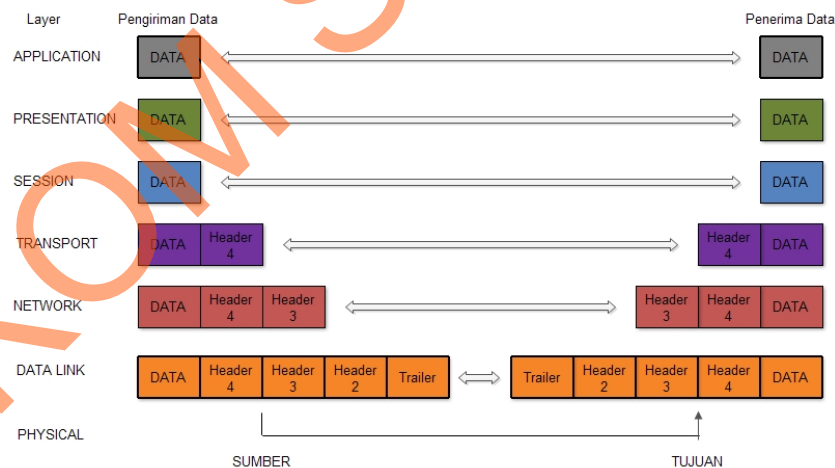 Layer Pengiriman Data Penerima Data
APPLICATION DATA DATA
PRESENTATION DATA DATA
SESSION DATA DATA
TRANSPORT DATA Header 4 Header 4 DATA
NETWORK DATA Header 4 Header 3 Header 3 Header 4 DATA
DATA LINK DATA Header 4 Header 3 Header 2 Trailer Trailer Header 2 Header 3 Header 4 DATA
PHYSICAL
SUMBER TUJUAN